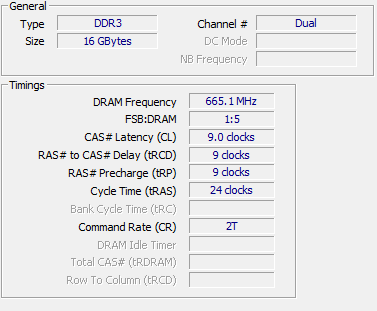 General
Type DDR3 Channel # Dual
Size 16 GBytes DC Mode
NB Frequency
Timings
DRAM Frequency 665.1 MHz
FSB:DRAM 1:5
CAS# Latency (CL) 9.0 clocks
RAS# to CAS# Delay (tRCD) 9 clocks
RAS# Precharge (tRP) 9 clocks
Cycle Time (tRAS) 24 clocks
Bank Cycle Time (tRC)
Command Rate (CR) 2T
DRAM Idle Timer
Total CAS# (tRDRAM)
Row To Column (tRCD)